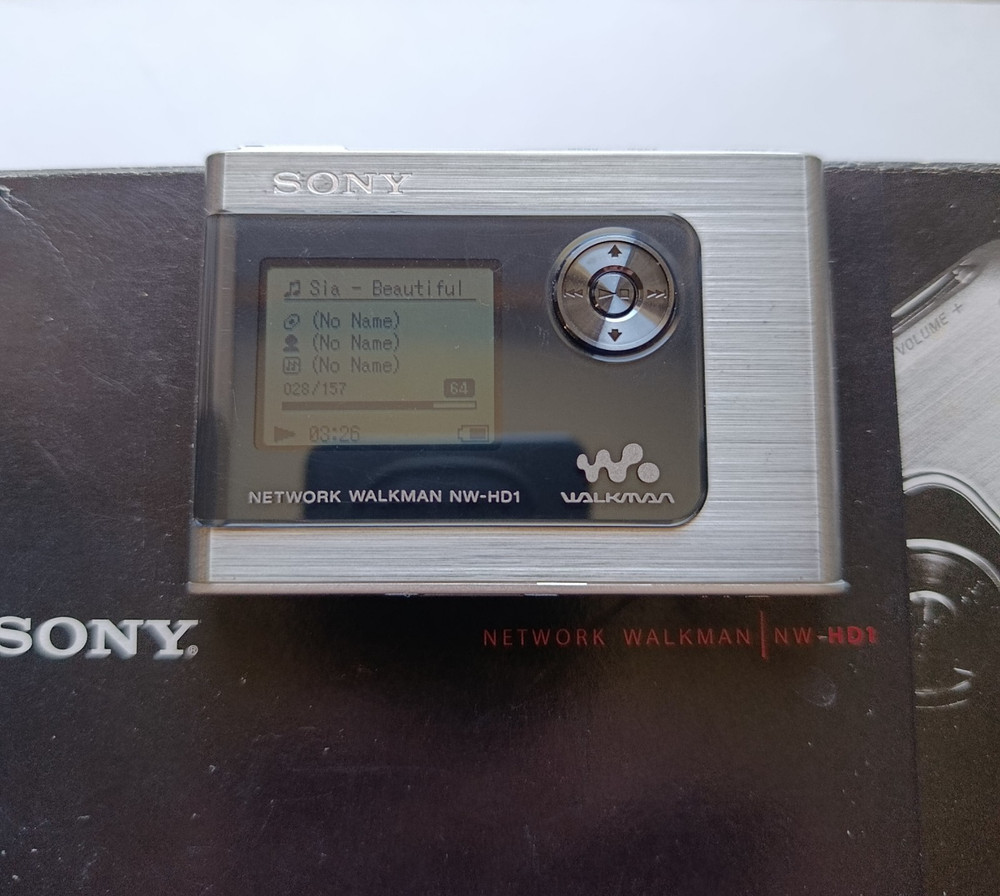 SONY
Sia - Beautiful
(No Name)
(No Name)
(No Name)
028/157 64
03:26
NETWORK WALKMAN NW-HD1
WALKMAN
VOLUME +
SONY®
NETWORK WALKMAN | NW-HD1